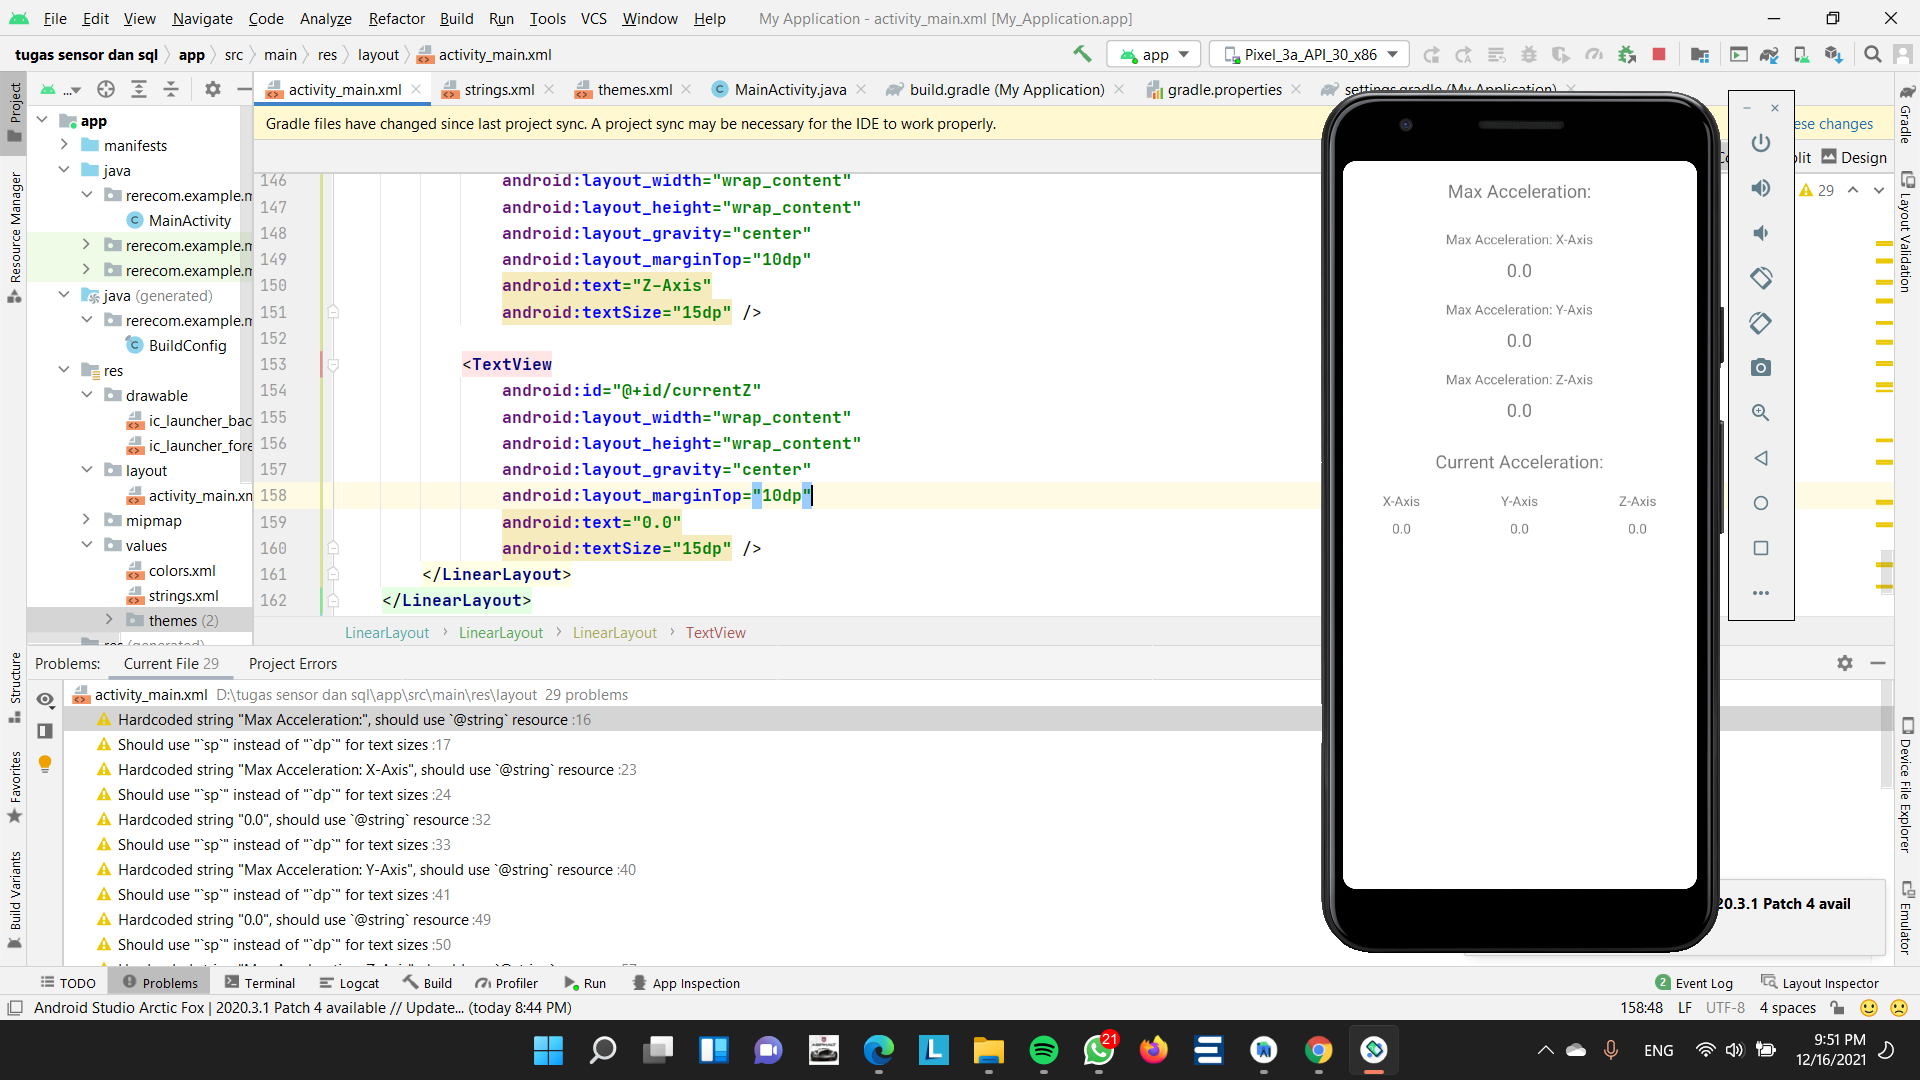 File Edit View Navigate Code Analyze Refactor Build Run Tools VCS Window Help My Application - activity_main.xml [My_Application.app]
tugas sensor dan sql app src main res layout activity_main.xml app Pixel_3a_API_30_x86
... activity_main.xml strings.xml themes.xml MainActivity.java build.gradle (My Application) gradle.properties settings.gradle (My Application)
Gradle files have changed since last project sync. A project sync may be necessary for the IDE to work properly. ese changes
lit Design
29
Project
Resource Manager
Structure
Favorites
Build Variants
Gradle
Layout Validation
Device File Explorer
Emulator
app
manifests
java
rerecom.example.m
MainActivity
rerecom.example.m
rerecom.example.m
java (generated)
rerecom.example.m
BuildConfig
res
drawable
ic_launcher_bac
ic_launcher_fore
layout
activity_main.xm
mipmap
values
colors.xml
strings.xml
themes (2)
res (generated)
146 android:layout_width="wrap_content"
147 android:layout_height="wrap_content"
148 android:layout_gravity="center"
149 android:layout_marginTop="10dp"
150 android:text="Z-Axis"
151 android:textSize="15dp" />
152
153 <TextView
154 android:id="@+id/currentZ"
155 android:layout_width="wrap_content"
156 android:layout_height="wrap_content"
157 android:layout_gravity="center"
158 android:layout_marginTop="10dp"
159 android:text="0.0"
160 android:textSize="15dp" />
161 </LinearLayout>
162 </LinearLayout>
LinearLayout LinearLayout LinearLayout TextView
Max Acceleration:
Max Acceleration: X-Axis
0.0
Max Acceleration: Y-Axis
0.0
Max Acceleration: Z-Axis
0.0
Current Acceleration:
X-Axis Y-Axis Z-Axis
0.0 0.0 0.0
Problems: Current File 29 Project Errors
activity_main.xml D:\tugas sensor dan sql\app\src\main\res\layout 29 problems
Hardcoded string "Max Acceleration:", should use `@string` resource :16
Should use "`sp`" instead of "`dp`" for text sizes :17
Hardcoded string "Max Acceleration: X-Axis", should use `@string` resource :23
Should use "`sp`" instead of "`dp`" for text sizes :24
Hardcoded string "0.0", should use `@string` resource :32
Should use "`sp`" instead of "`dp`" for text sizes :33
Hardcoded string "Max Acceleration: Y-Axis", should use `@string` resource :40
Should use "`sp`" instead of "`dp`" for text sizes :41
Hardcoded string "0.0", should use `@string` resource :49
Should use "`sp`" instead of "`dp`" for text sizes :50
20.3.1 Patch 4 avail
TODO Problems Terminal Logcat Build Profiler Run App Inspection 2 Event Log Layout Inspector
Android Studio Arctic Fox | 2020.3.1 Patch 4 available // Update... (today 8:44 PM) 158:48 LF UTF-8 4 spaces
21 ENG 9:51 PM
12/16/2021